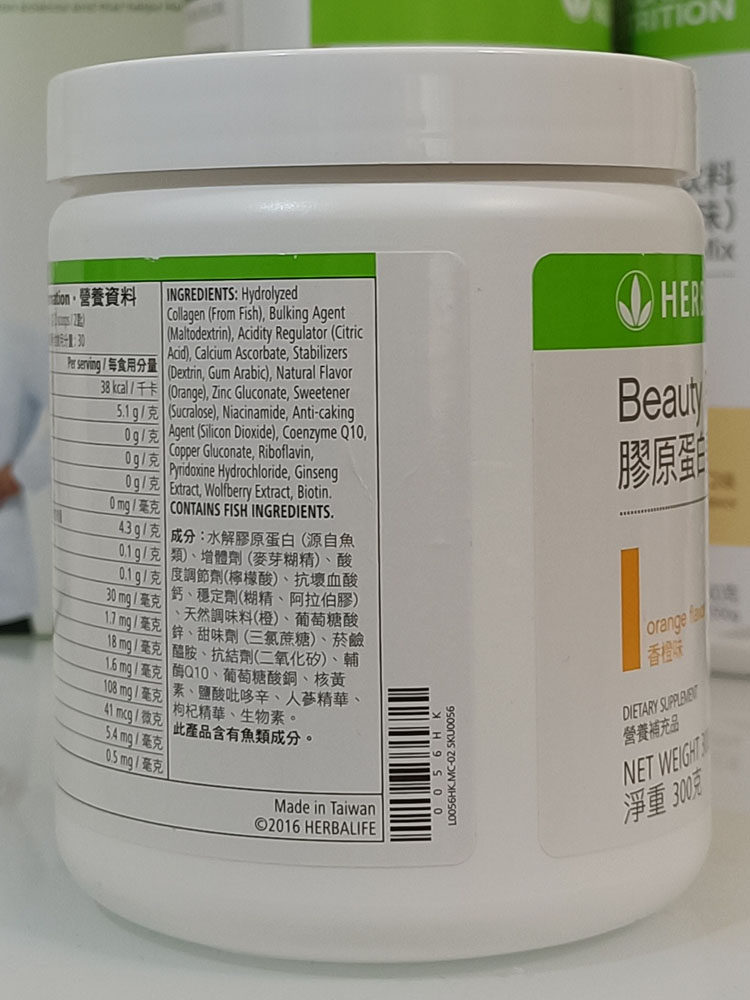 RITION
飲料
味)
Mix
營養資料
Per serving / 每食用分量
38 kcal / 千卡
5.1 g / 克
0 g / 克
0 g / 克
0 g / 克
0 mg / 毫克
4.3 g / 克
0.1 g / 克
0.1 g / 克
30 mg / 毫克
1.7 mg / 毫克
18 mg / 毫克
1.6 mg / 毫克
108 mg / 毫克
41 mcg / 微克
5.4 mg / 毫克
0.5 mg / 毫克
INGREDIENTS: Hydrolyzed
Collagen (From Fish), Bulking Agent
(Maltodextrin), Acidity Regulator (Citric
Acid), Calcium Ascorbate, Stabilizers
(Dextrin, Gum Arabic), Natural Flavor
(Orange), Zinc Gluconate, Sweetener
(Sucralose), Niacinamide, Anti-caking
Agent (Silicon Dioxide), Coenzyme Q10,
Copper Gluconate, Riboflavin,
Pyridoxine Hydrochloride, Ginseng
Extract, Wolfberry Extract, Biotin.
CONTAINS FISH INGREDIENTS.
成分：水解膠原蛋白 (源自魚
類)、增體劑 (麥芽糊精)、酸
度調節劑(檸檬酸)、抗壞血酸
鈣、穩定劑(糊精、阿拉伯膠)
、天然調味料(橙)、葡萄糖酸
鋅、甜味劑 (三氯蔗糖)、菸鹼
醯胺、抗結劑(二氧化矽)、輔
酶Q10、葡萄糖酸銅、核黃
素、鹽酸吡哆辛、人蔘精華、
枸杞精華、生物素。
此產品含有魚類成分。
Made in Taiwan
©2016 HERBALIFE
0 0 5 6 H K
L0056HK.MC-02 SKU0056
HERB
Beauty
膠原蛋白
orange flav
香橙味
DIETARY SUPPLEMENT
營養補充品
NET WEIGHT 30
淨重 300克